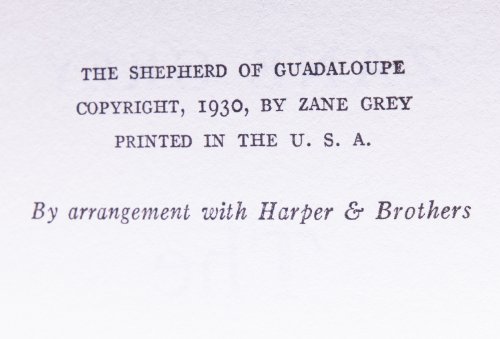 THE SHEPHERD OF GUADALOUPE
COPYRIGHT, 1930, BY ZANE GREY
PRINTED IN THE U. S. A.
By arrangement with Harper & Brothers